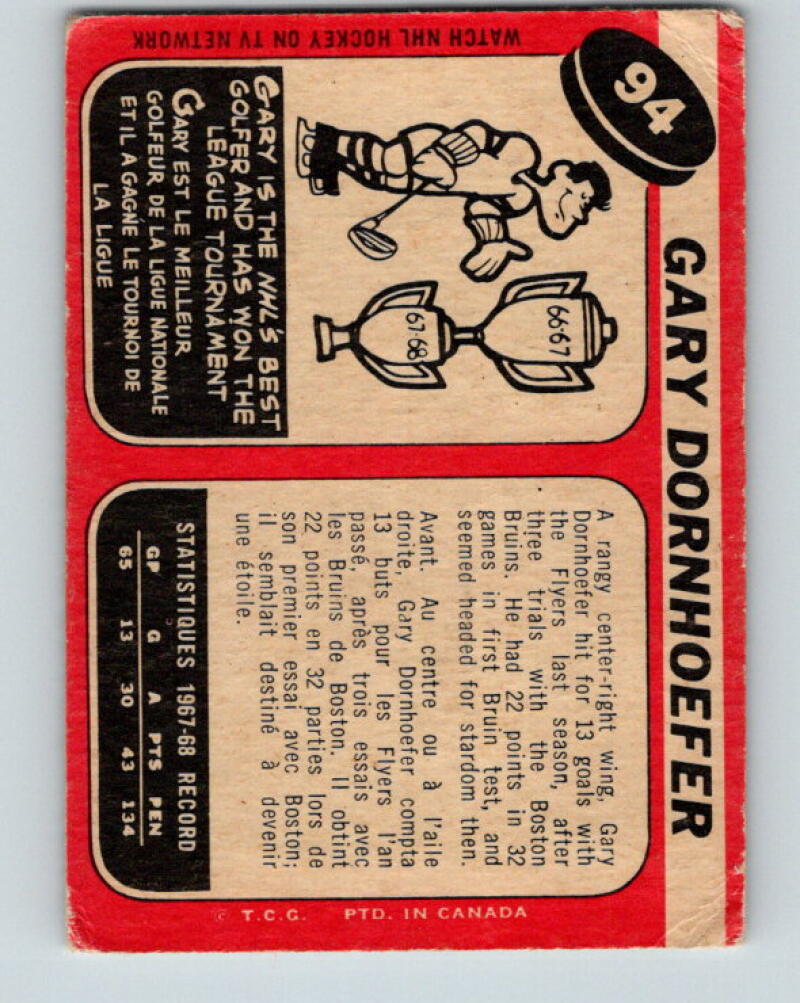 94
GARY DORNHOEFER
WATCH NHL HOCKEY ON TV NETWORK
66-67
67-68
GARY IS THE NHL'S BEST
GOLFER AND HAS WON THE
LEAGUE TOURNAMENT
GARY EST LE MEILLEUR
GOLFEUR DE LA LIGUE NATIONALE
ET IL A GAGNÉ LE TOURNOI DE
LA LIGUE
A rangy center-right wing, Gary
Dornhoefer hit for 13 goals with
the Flyers last season, after
three trials with the Boston
Bruins. He had 22 points in 32
games in first Bruin test, and
seemed headed for stardom then.
Avant. Au centre ou à l'aile
droite, Gary Dornhoefer compta
13 buts pour les Flyers l'an
passé, après trois essais avec
les Bruins de Boston. Il obtint
22 points en 32 parties lors de
son premier essai avec Boston;
il semblait destiné à devenir
une étoile.
STATISTIQUES 1967-68 RECORD
GP G A PTS PEN
65 13 30 43 134
© T.C.G. PTD. IN CANADA